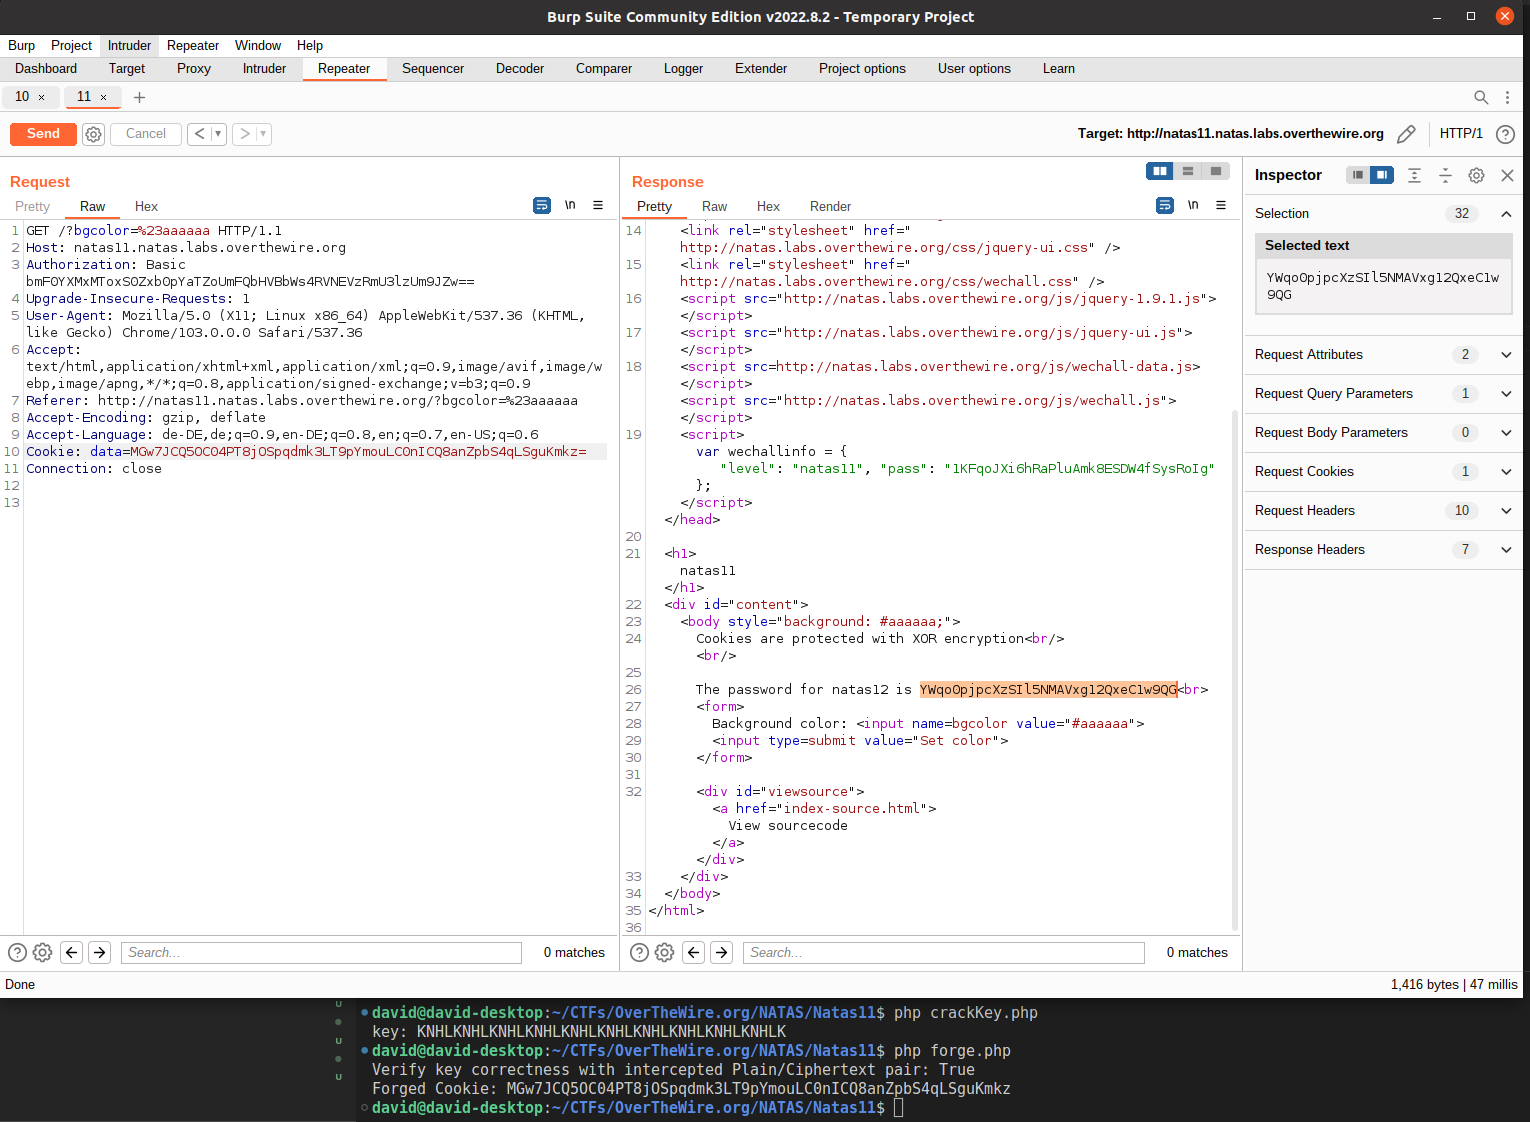 Burp Suite Community Edition v2022.8.2 - Temporary Project
Burp Project Intruder Repeater Window Help
Dashboard Target Proxy Intruder Repeater Sequencer Decoder Comparer Logger Extender Project options User options Learn
10 × 11 × +
Send Cancel < > Target: http://natas11.natas.labs.overthewire.org HTTP/1
Request
Pretty Raw Hex \n
1 GET /?bgcolor=%23aaaaaa HTTP/1.1
2 Host: natas11.natas.labs.overthewire.org
3 Authorization: Basic
bmF0YXMxMToxS0Zxb0pYaTZoUmFQbHVBbWs4RVNEVzRmU3lzUm9JZw==
4 Upgrade-Insecure-Requests: 1
5 User-Agent: Mozilla/5.0 (X11; Linux x86_64) AppleWebKit/537.36 (KHTML,
like Gecko) Chrome/103.0.0.0 Safari/537.36
6 Accept:
text/html,application/xhtml+xml,application/xml;q=0.9,image/avif,image/w
ebp,image/apng,*/*;q=0.8,application/signed-exchange;v=b3;q=0.9
7 Referer: http://natas11.natas.labs.overthewire.org/?bgcolor=%23aaaaaa
8 Accept-Encoding: gzip, deflate
9 Accept-Language: de-DE,de;q=0.9,en-DE;q=0.8,en;q=0.7,en-US;q=0.6
10 Cookie: data=MGw7JCQ5OC04PT8jOSpqdmk3LT9pYmouLC0nICQ8anZpbS4qLSguKmkz=
11 Connection: close
12
13
Search...
0 matches
Response
Pretty Raw Hex Render \n
14 <link rel="stylesheet" href="
http://natas.labs.overthewire.org/css/jquery-ui.css" />
15 <link rel="stylesheet" href="
http://natas.labs.overthewire.org/css/wechall.css" />
16 <script src="http://natas.labs.overthewire.org/js/jquery-1.9.1.js">
</script>
17 <script src="http://natas.labs.overthewire.org/js/jquery-ui.js">
</script>
18 <script src=http://natas.labs.overthewire.org/js/wechall-data.js>
</script>
<script src="http://natas.labs.overthewire.org/js/wechall.js">
</script>
19 <script>
var wechallinfo = {
"level": "natas11", "pass": "1KFqoJXi6hRaPluAmk8ESDW4fSysRoIg"
};
</script>
</head>
20
21 <h1>
natas11
</h1>
22 <div id="content">
23 <body style="background: #aaaaaa;">
24 Cookies are protected with XOR encryption<br/>
<br/>
25
26 The password for natas12 is YWqo0pjpcXzSIl5NMAVxg12QxeC1w9QG<br>
27 <form>
28 Background color: <input name=bgcolor value="#aaaaaa">
29 <input type=submit value="Set color">
30 </form>
31
32 <div id="viewsource">
<a href="index-source.html">
View sourcecode
</a>
</div>
33 </div>
34 </body>
35 </html>
36
Search...
0 matches
Inspector
Selection 32
Selected text
YWqo0pjpcXzSIl5NMAVxg12QxeC1w
9QG
Request Attributes 2
Request Query Parameters 1
Request Body Parameters 0
Request Cookies 1
Request Headers 10
Response Headers 7
Done
1,416 bytes | 47 millis
U
U
U
david@david-desktop:~/CTFs/OverTheWire.org/NATAS/Natas11$ php crackKey.php
key: KNHLKNHLKNHLKNHLKNHLKNHLKNHLKNHLKNHLKNHLK
david@david-desktop:~/CTFs/OverTheWire.org/NATAS/Natas11$ php forge.php
Verify key correctness with intercepted Plain/Ciphertext pair: True
Forged Cookie: MGw7JCQ5OC04PT8jOSpqdmk3LT9pYmouLC0nICQ8anZpbS4qLSguKmkz
david@david-desktop:~/CTFs/OverTheWire.org/NATAS/Natas11$